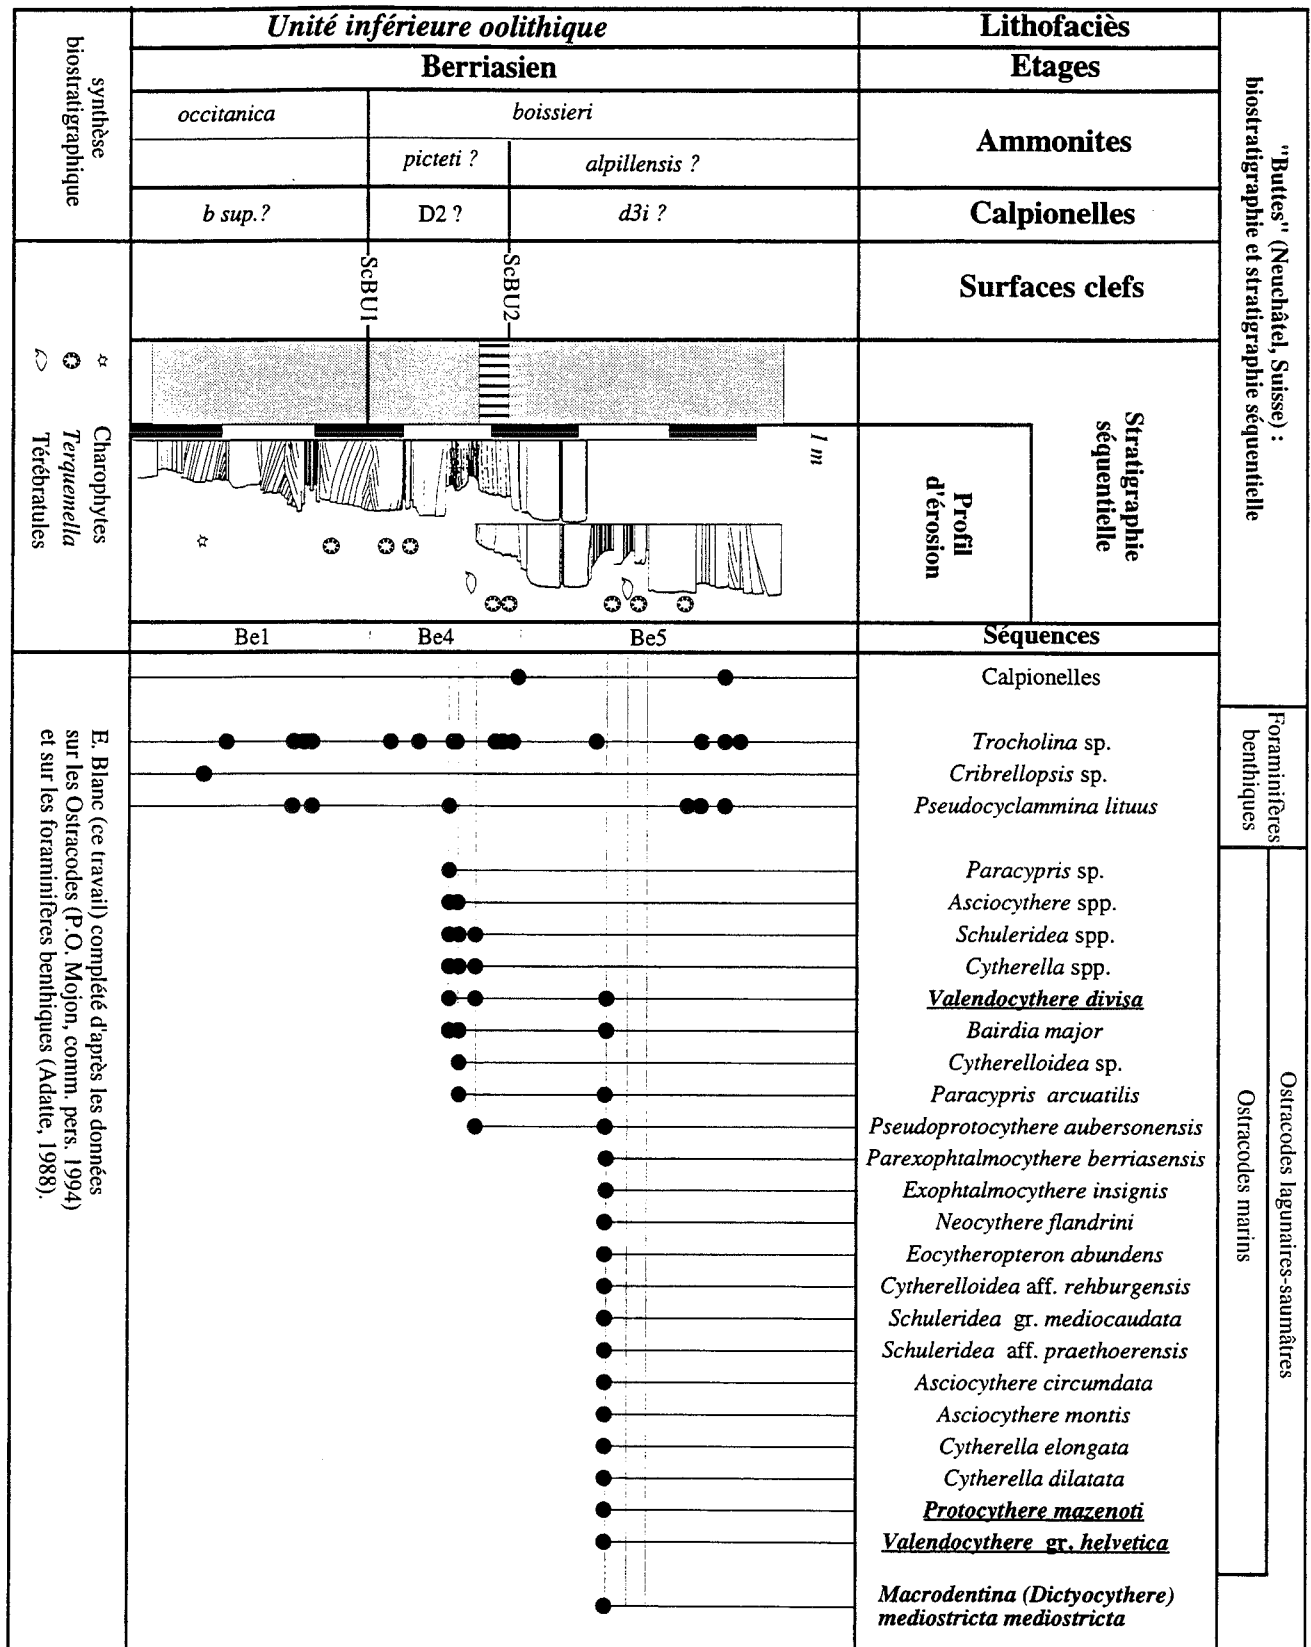 Unité inférieure oolithique
Lithofaciès
Berriasien
Etages
occitanica
boissieri
Ammonites
picteti ?
alpillensis ?
b sup.?
D2 ?
d3i ?
Calpionelles
synthèse
biostratigraphique
"Buttes" (Neuchâtel, Suisse) :
biostratigraphie et stratigraphie séquentielle
ScBU1
ScBU2
Surfaces clefs
Charophytes
Terquemella
Térébratules
1 m
Profil
d'érosion
Stratigraphie
séquentielle
Be1
Be4
Be5
Séquences
Calpionelles
Trocholina sp.
Cribrellopsis sp.
Pseudocyclammina lituus
Foraminifères
benthiques
Paracypris sp.
Asciocythere spp.
Schuleridea spp.
Cytherella spp.
Valendocythere divisa
Bairdia major
Cytherelloidea sp.
Paracypris arcuatilis
Pseudoprotocythere aubersonensis
Parexophtalmocythere berriasensis
Exophtalmocythere insignis
Neocythere flandrini
Eocytheropteron abundens
Cytherelloidea aff. rehburgensis
Schuleridea gr. mediocaudata
Schuleridea aff. praethoerensis
Asciocythere circumdata
Asciocythere montis
Cytherella elongata
Cytherella dilatata
Protocythere mazenoti
Valendocythere gr. helvetica
Macrodentina (Dictyocythere)
mediostricta mediostricta
Ostracodes marins
Ostracodes lagunaires-saumâtres
E. Blanc (ce travail) complété d'après les données
sur les Ostracodes (P.O. Mojon, comm. pers. 1994)
et sur les foraminifères benthiques (Adatte, 1988).